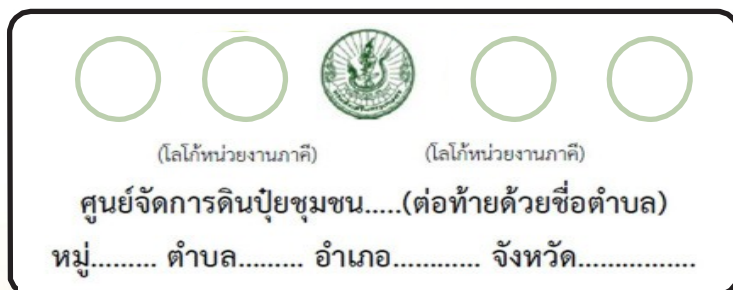 (โลโก้หน่วยงานภาคี) (โลโก้หน่วยงานภาคี)
ศูนย์จัดการดินปุ๋ยชุมชน.....(ต่อท้ายด้วยชื่อตำบล)
หมู่......... ตำบล......... อำเภอ............ จังหวัด................